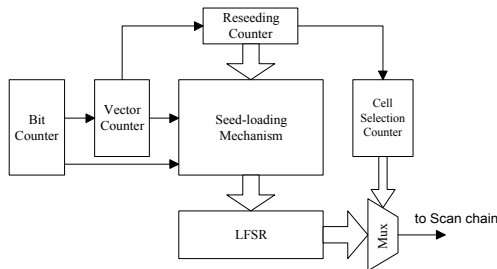 Reseeding
Counter
Bit
Counter
Vector
Counter
Seed-loading
Mechanism
Cell
Selection
Counter
LFSR
Mux
to Scan chain